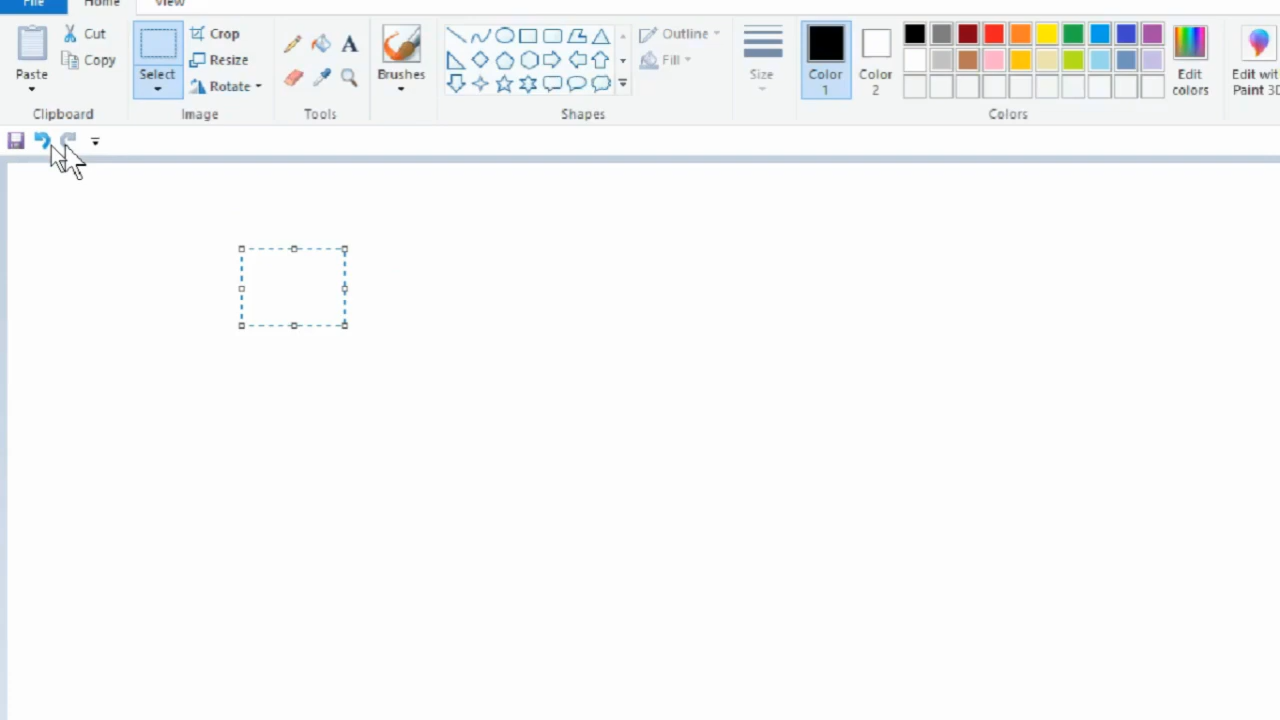 File Home View
Cut
Copy
Paste
Clipboard
Select
Crop
Resize
Rotate
Image
A
Tools
Brushes
Outline
Fill
Shapes
Size
Color 1
Color 2
Edit colors
Colors
Edit wit
Paint 3D